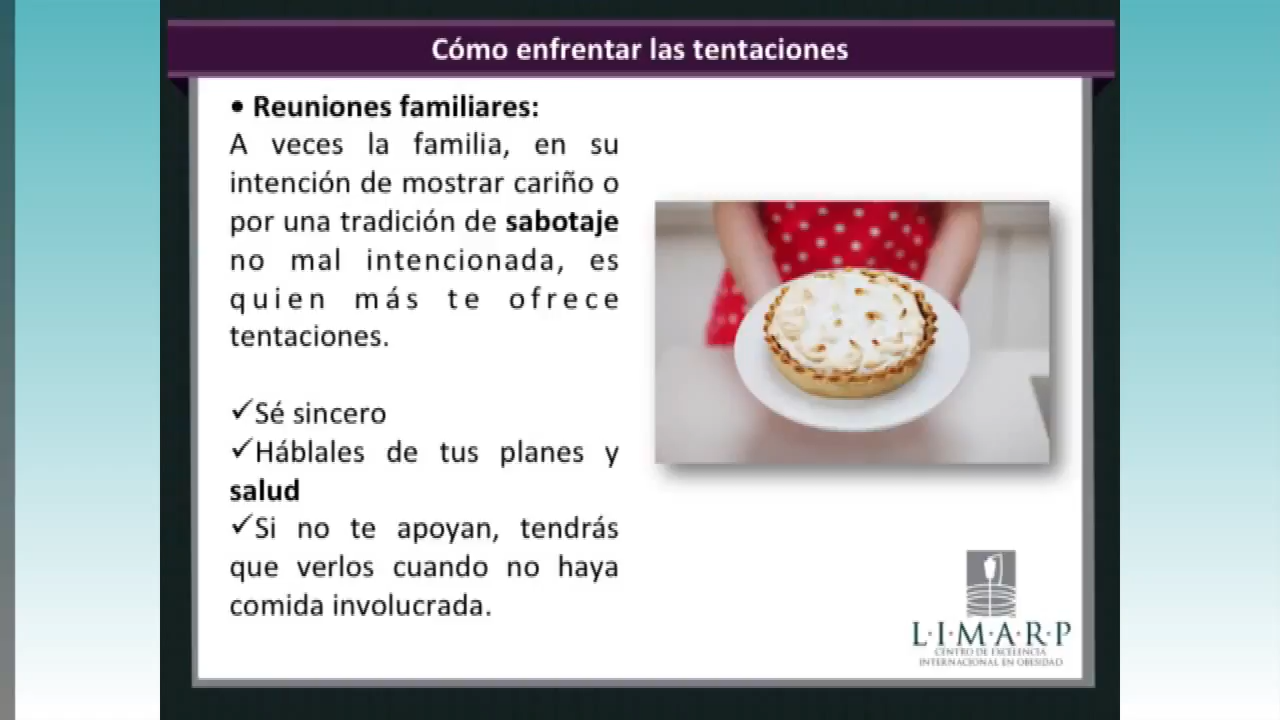 Cómo enfrentar las tentaciones
• Reuniones familiares:
A veces la familia, en su
intención de mostrar cariño o
por una tradición de sabotaje
no mal intencionada, es
quien más te ofrece
tentaciones.
✓Sé sincero
✓Háblales de tus planes y
salud
✓Si no te apoyan, tendrás
que verlos cuando no haya
comida involucrada.
L·I·M·A·R·P
CENTRO DE EXCELENCIA
INTERNACIONAL EN OBESIDAD